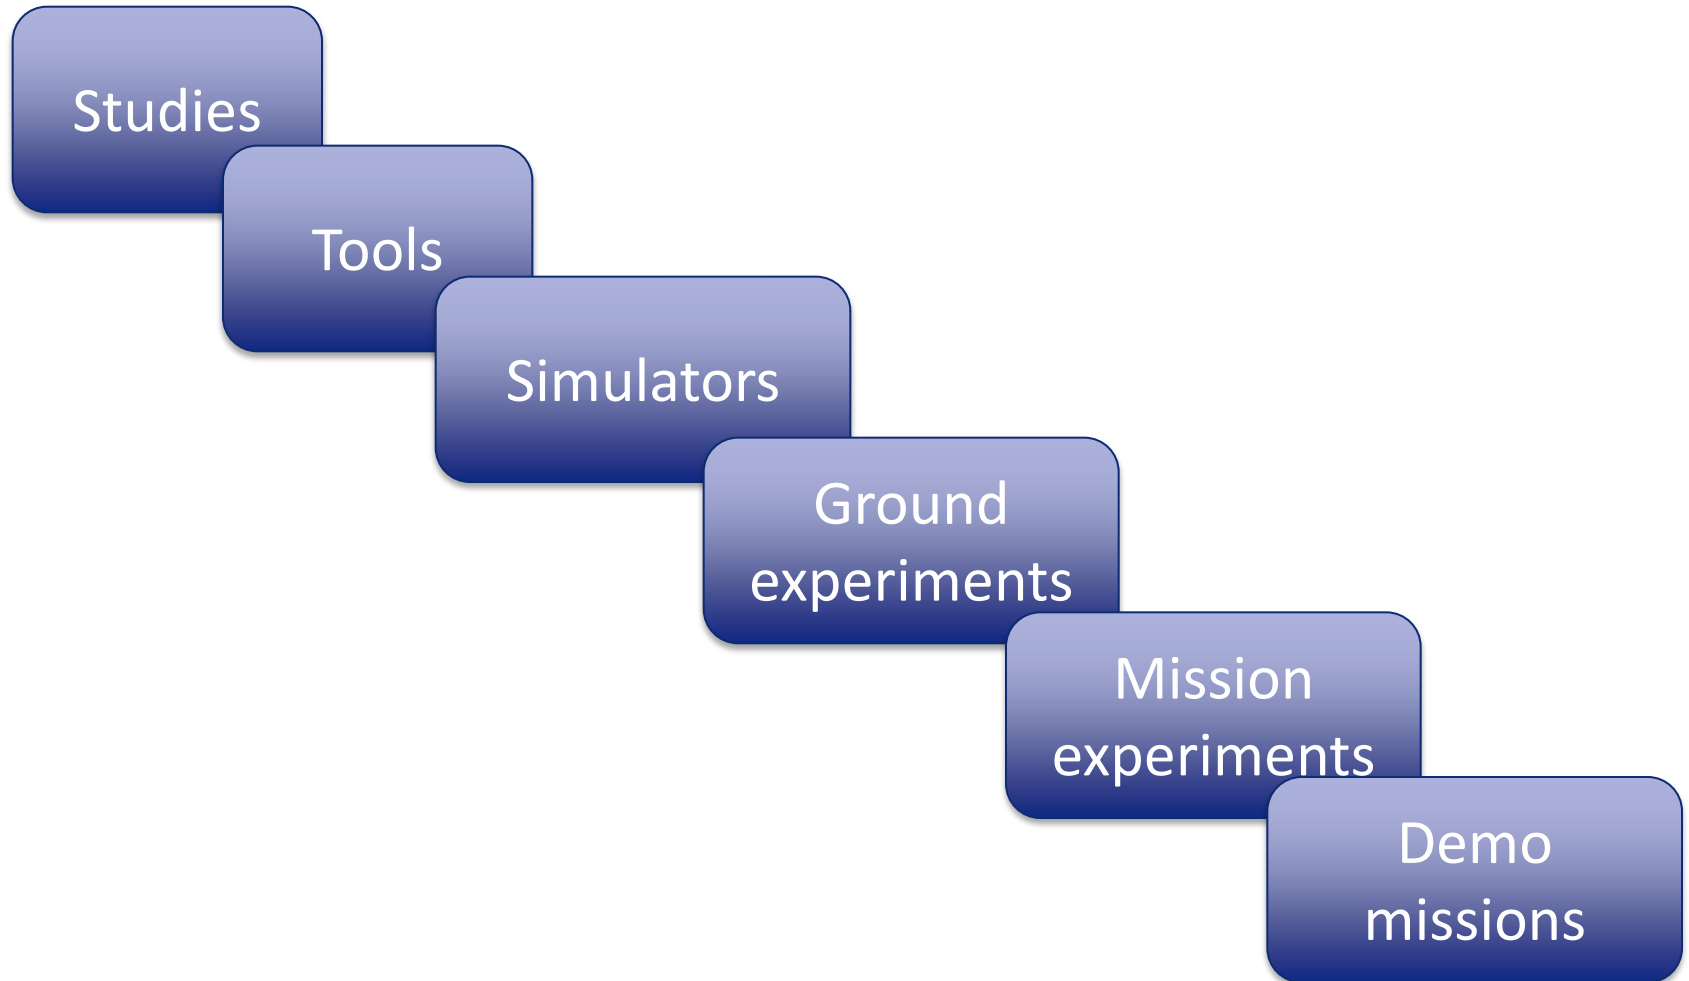 Studies
Tools
Simulators
Ground
experiments
Mission
experiments
Demo
missions